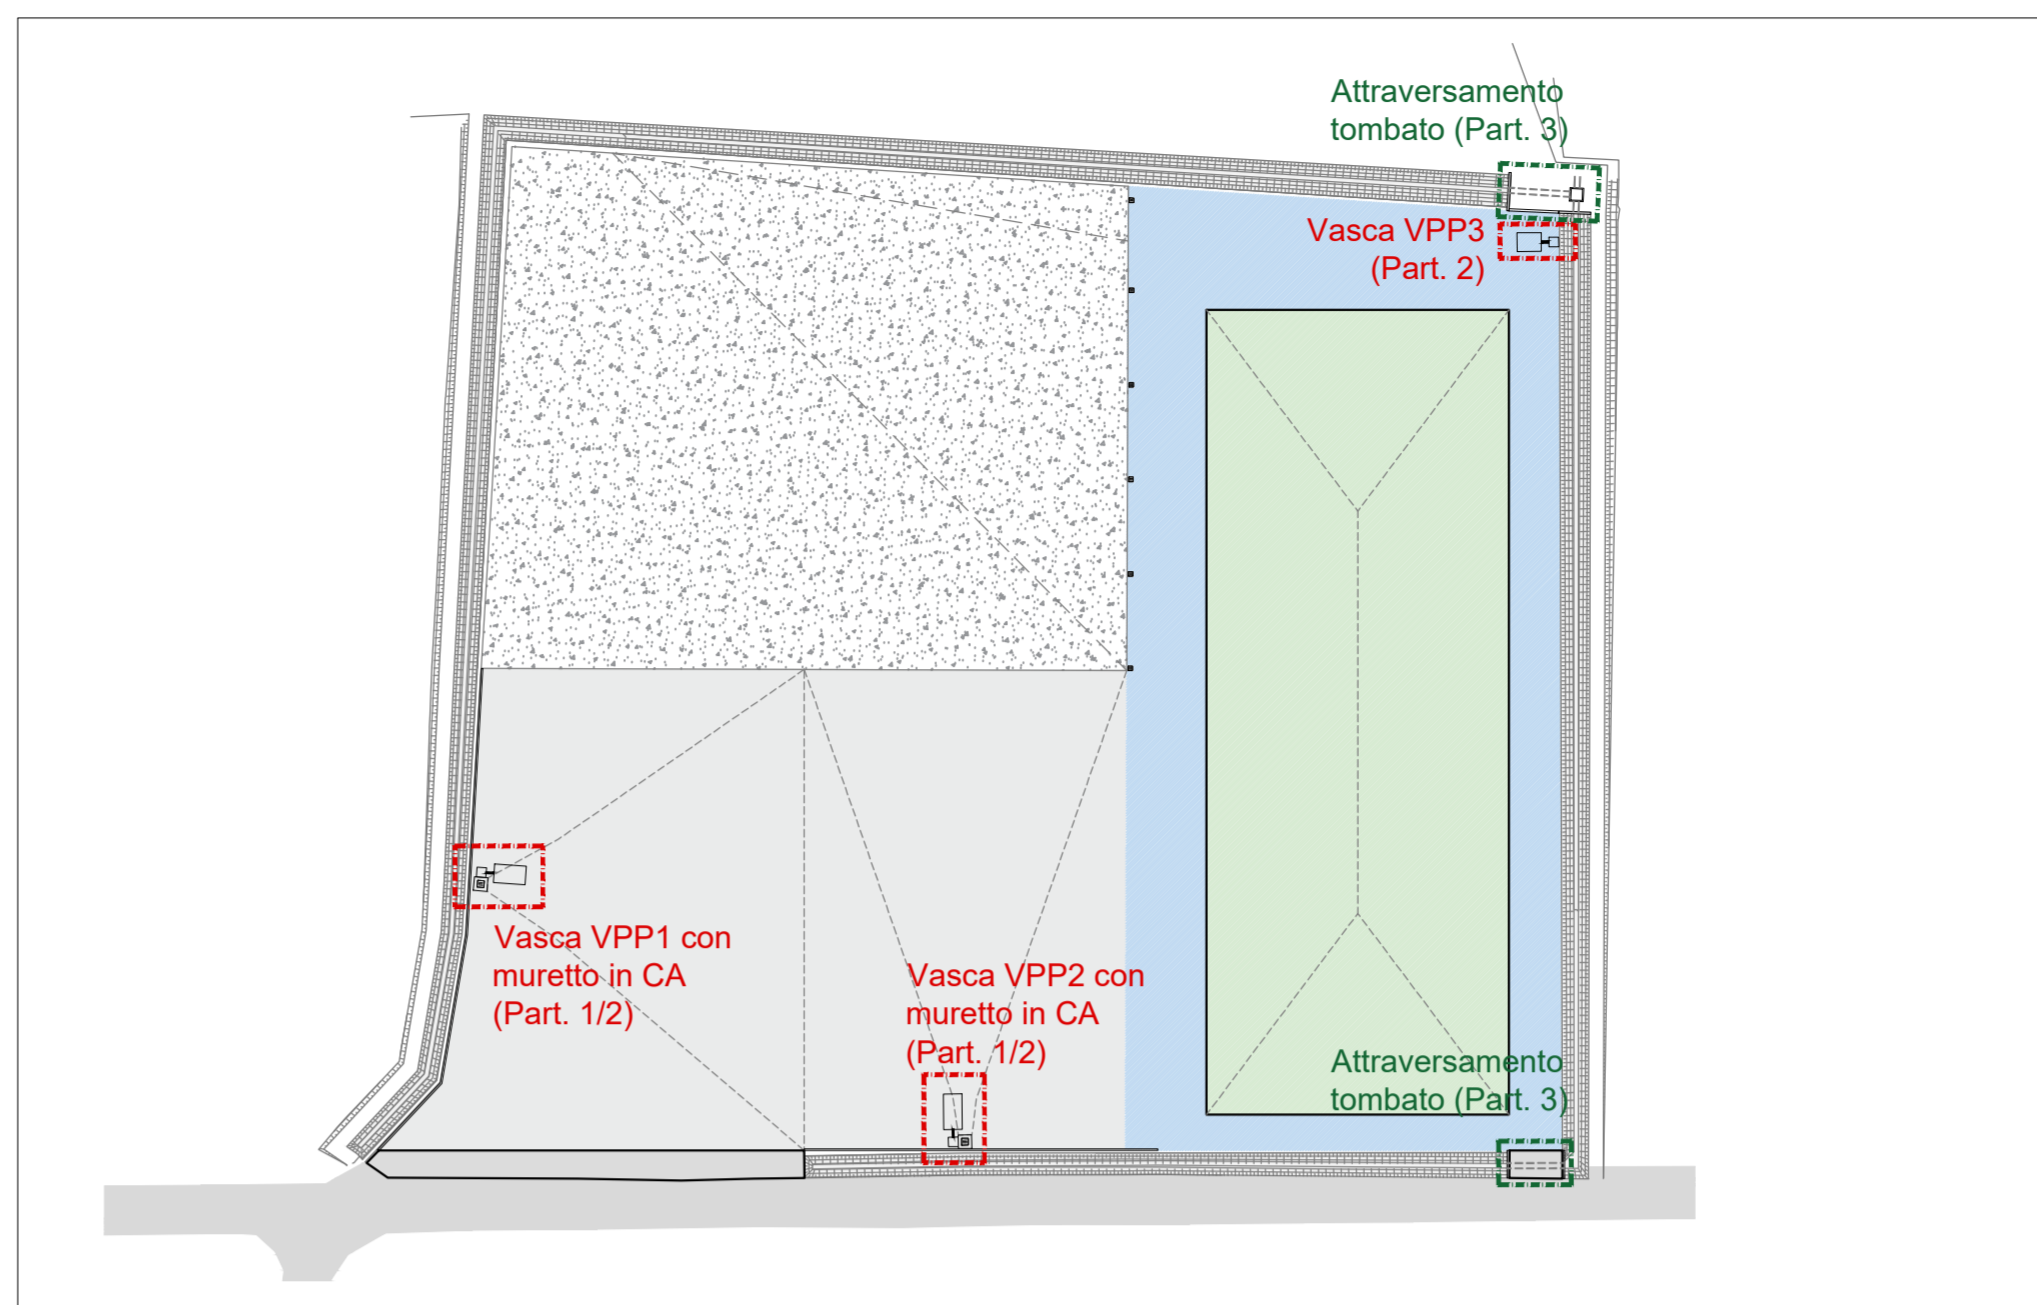 Attraversamento
tombato (Part. 3)
Vasca VPP3
(Part. 2)
Vasca VPP1 con
muretto in CA
(Part. 1/2)
Vasca VPP2 con
muretto in CA
(Part. 1/2)
Attraversamento
tombato (Part. 3)